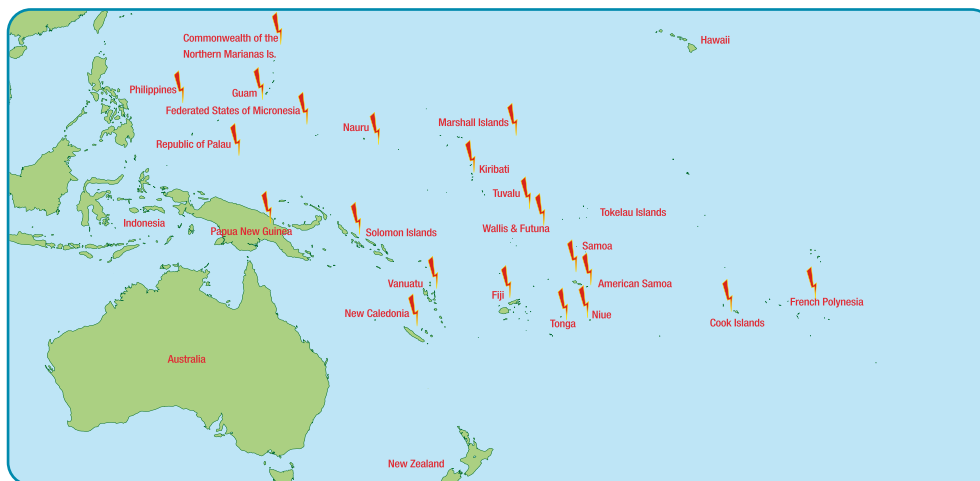 Commonwealth of the
Northern Marianas Is.
Hawaii
Philippines
Guam
Federated States of Micronesia
Nauru
Marshall Islands
Republic of Palau
Kiribati
Tuvalu
Tokelau Islands
Indonesia
Papua New Guinea
Solomon Islands
Wallis & Futuna
Samoa
Vanuatu
American Samoa
Fiji
French Polynesia
New Caledonia
Niue
Tonga
Cook Islands
Australia
New Zealand